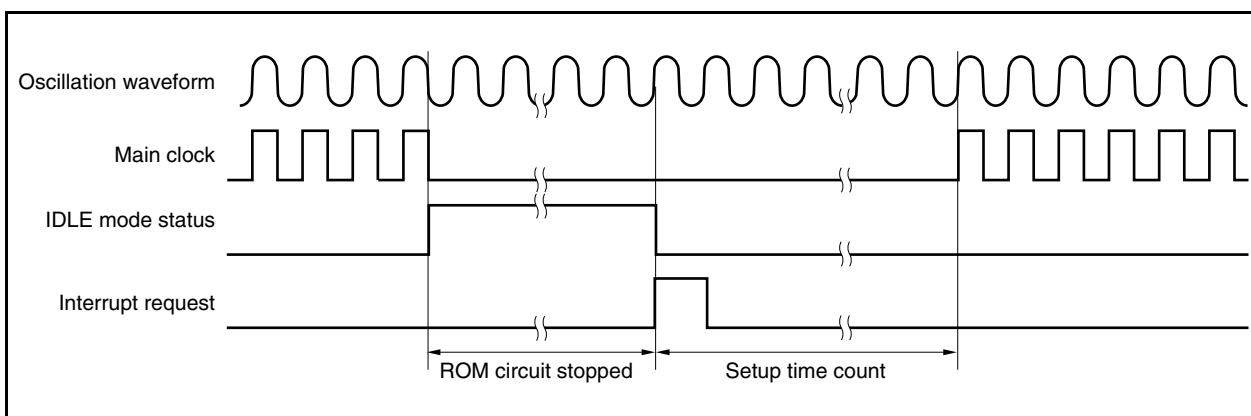 Oscillation waveform
Main clock
IDLE mode status
Interrupt request
ROM circuit stopped
Setup time count